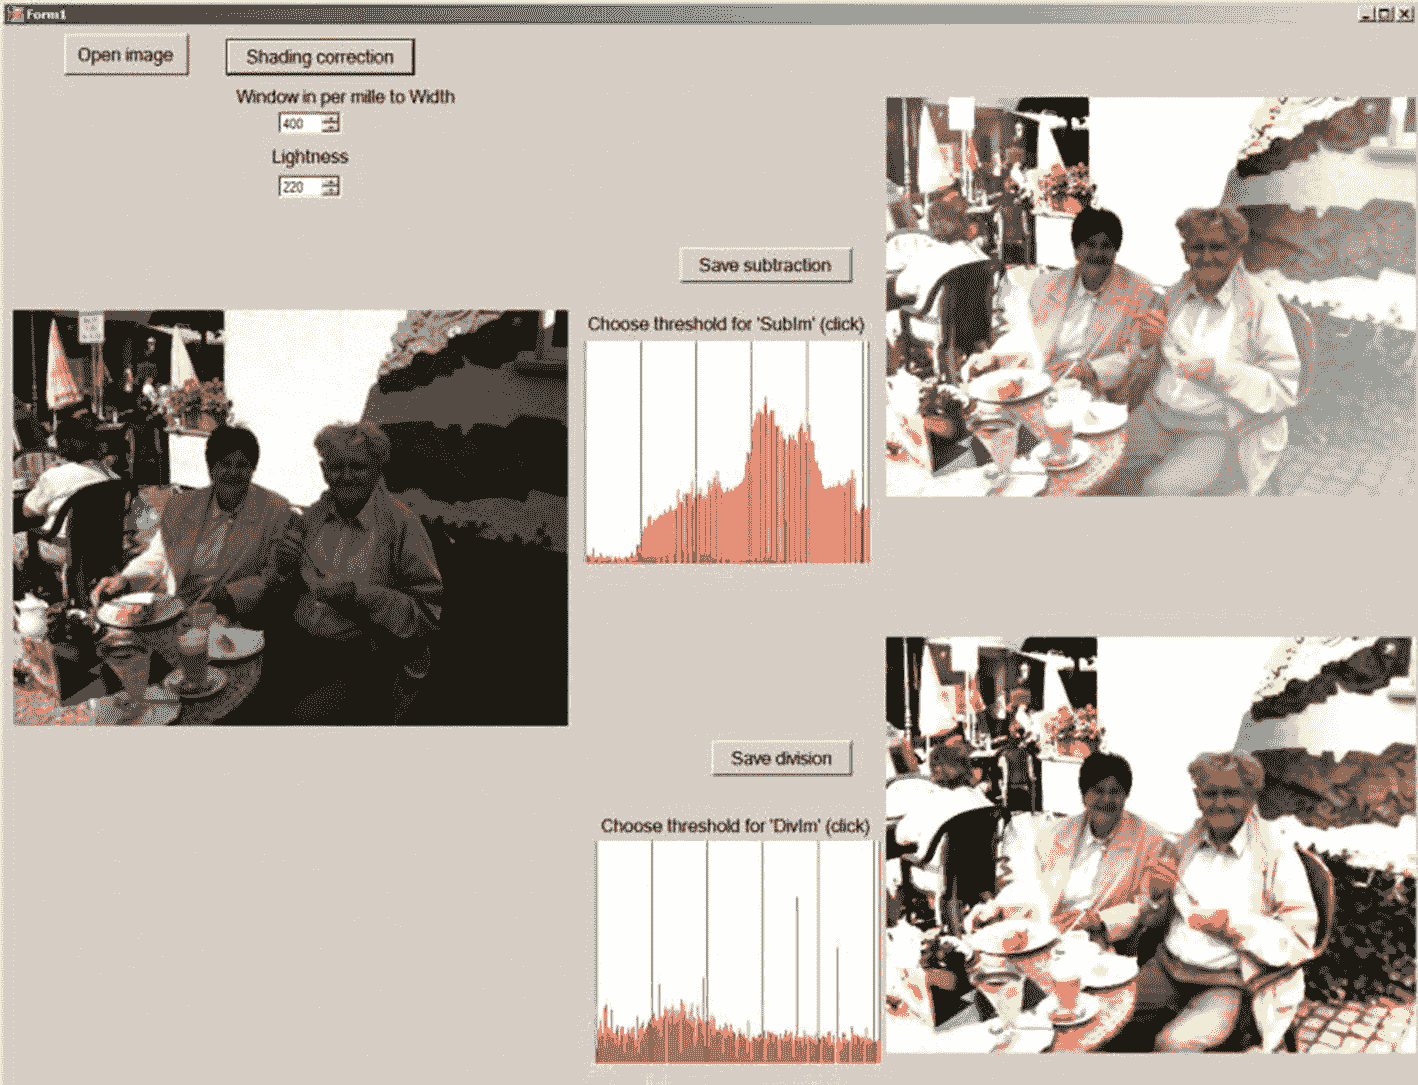 Form1
Open image
Shading correction
Window in per mille to Width
400
Lightness
220
Save subtraction
Choose threshold for 'SubIm' (click)
Save division
Choose threshold for 'DivIm' (click)